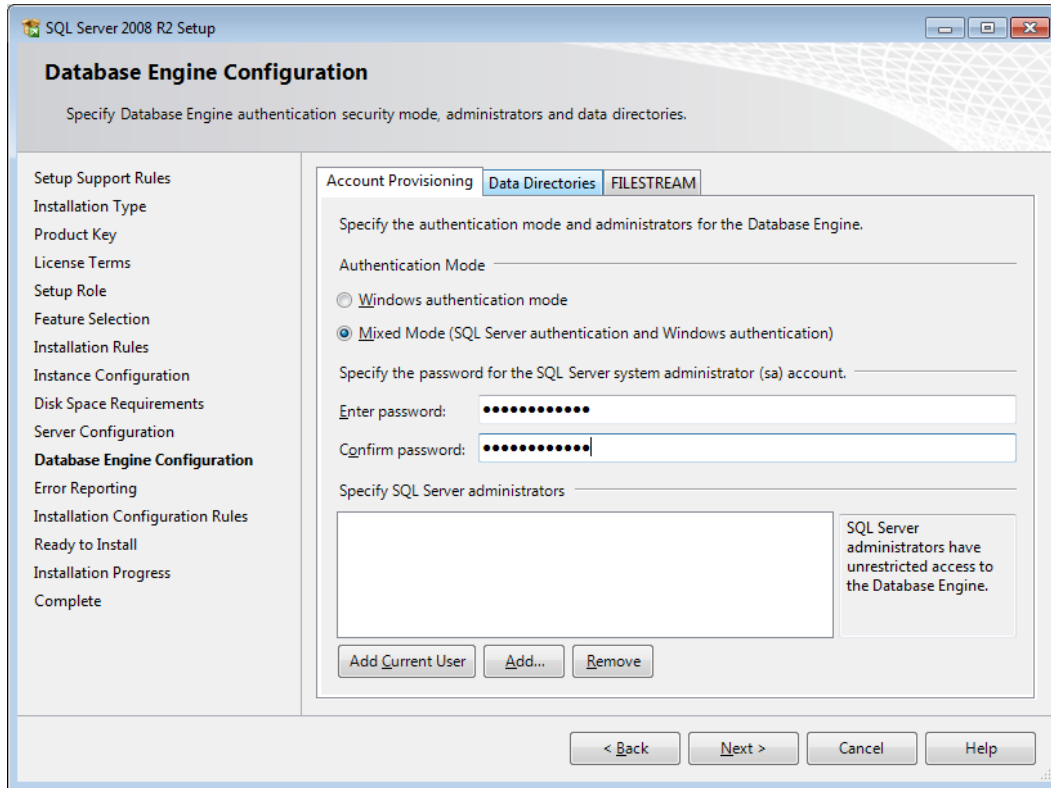 SQL Server 2008 R2 Setup
Database Engine Configuration
Specify Database Engine authentication security mode, administrators and data directories.
Setup Support Rules
Installation Type
Product Key
License Terms
Setup Role
Feature Selection
Installation Rules
Instance Configuration
Disk Space Requirements
Server Configuration
Database Engine Configuration
Error Reporting
Installation Configuration Rules
Ready to Install
Installation Progress
Complete
Account Provisioning Data Directories FILESTREAM
Specify the authentication mode and administrators for the Database Engine.
Authentication Mode
Windows authentication mode
Mixed Mode (SQL Server authentication and Windows authentication)
Specify the password for the SQL Server system administrator (sa) account.
Enter password: ●●●●●●●●●●●●
Confirm password: ●●●●●●●●●●●●
Specify SQL Server administrators
SQL Server
administrators have
unrestricted access to
the Database Engine.
Add Current User Add... Remove
< Back Next > Cancel Help